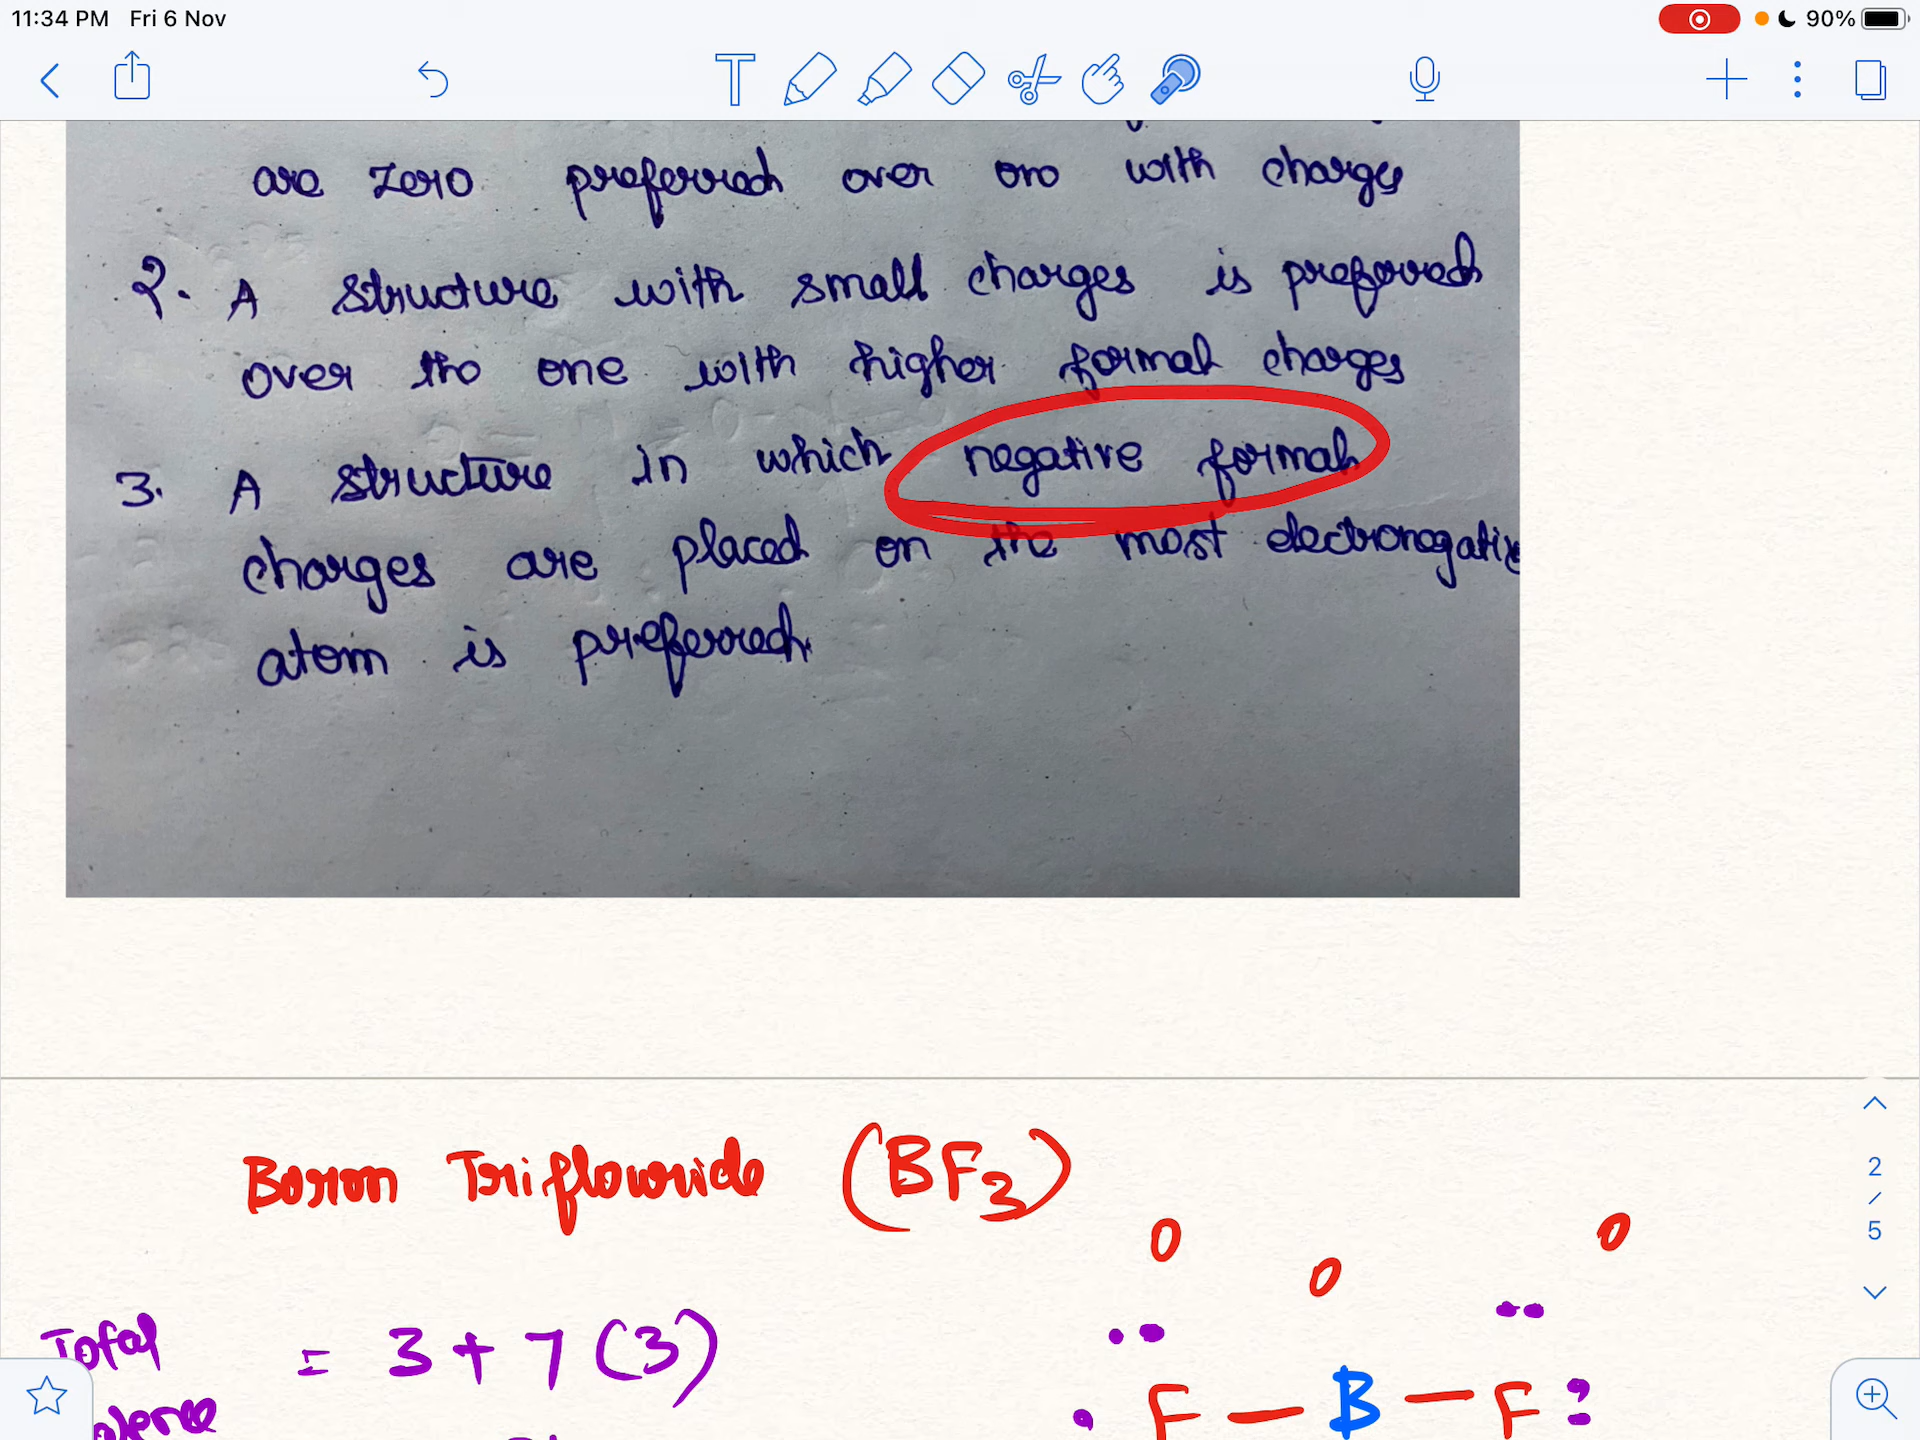 11:34 PM Fri 6 Nov
90%
are zero preferred over one with charges
2. A structure with small charges is preferred
over the one with higher formal charges
3. A structure in which negative formal
charges are placed on the most electronegative
atom is preferred.
Boron Triflouride (BF3)
0 0 0
Total = 3 + 7 (3)
F — B — F
2
/
5